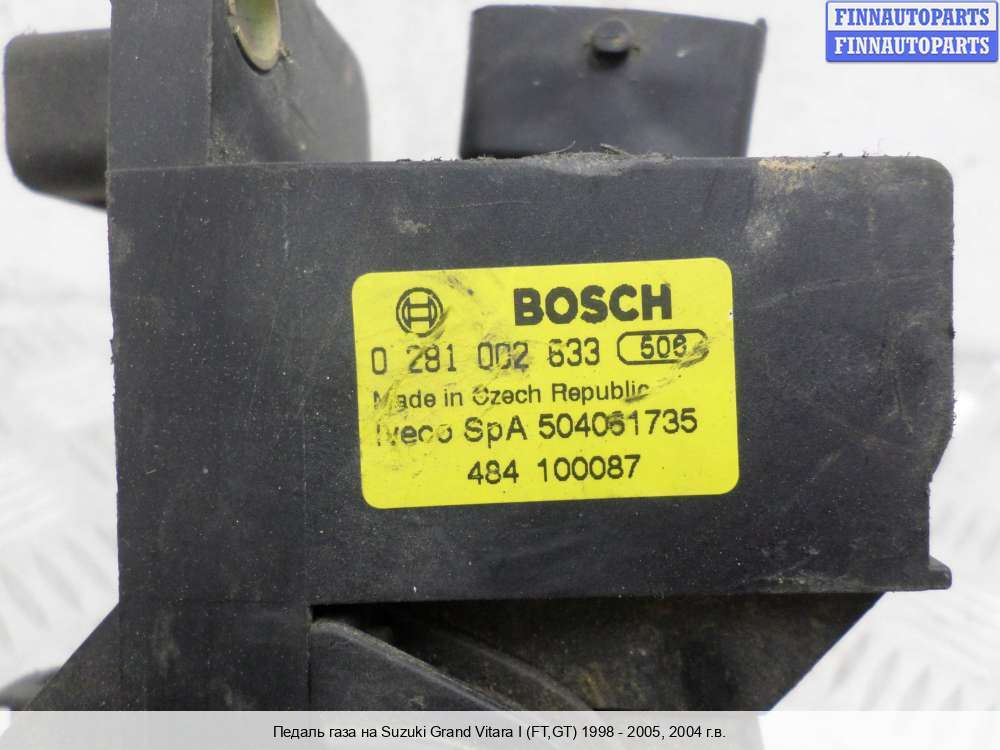 FINNAUTOPARTS
FINNAUTOPARTS
BOSCH
0 281 002 633 506
Made in Czech Republic
Iveco SpA 504061735
484 100087
Педаль газа на Suzuki Grand Vitara I (FT,GT) 1998 - 2005, 2004 г.в.